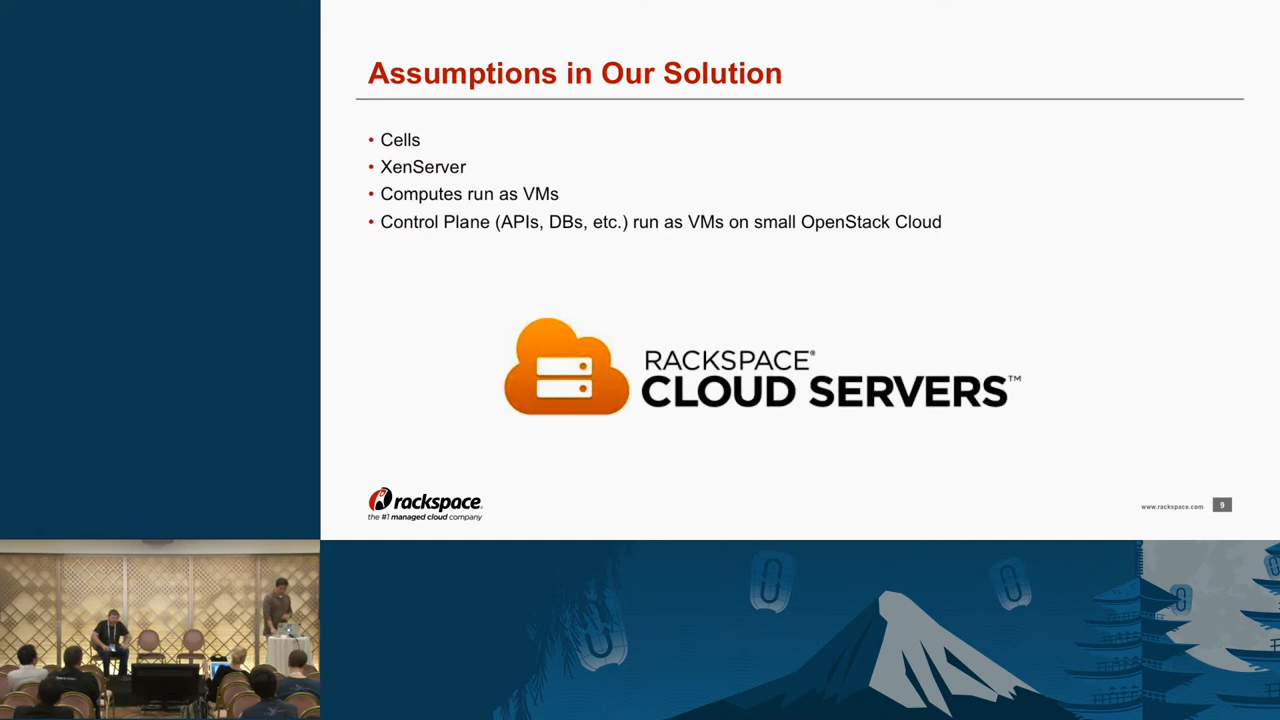 Assumptions in Our Solution
• Cells
• XenServer
• Computes run as VMs
• Control Plane (APIs, DBs, etc.) run as VMs on small OpenStack Cloud
RACKSPACE®
CLOUD SERVERS™
rackspace®
the #1 managed cloud company
www.rackspace.com
9